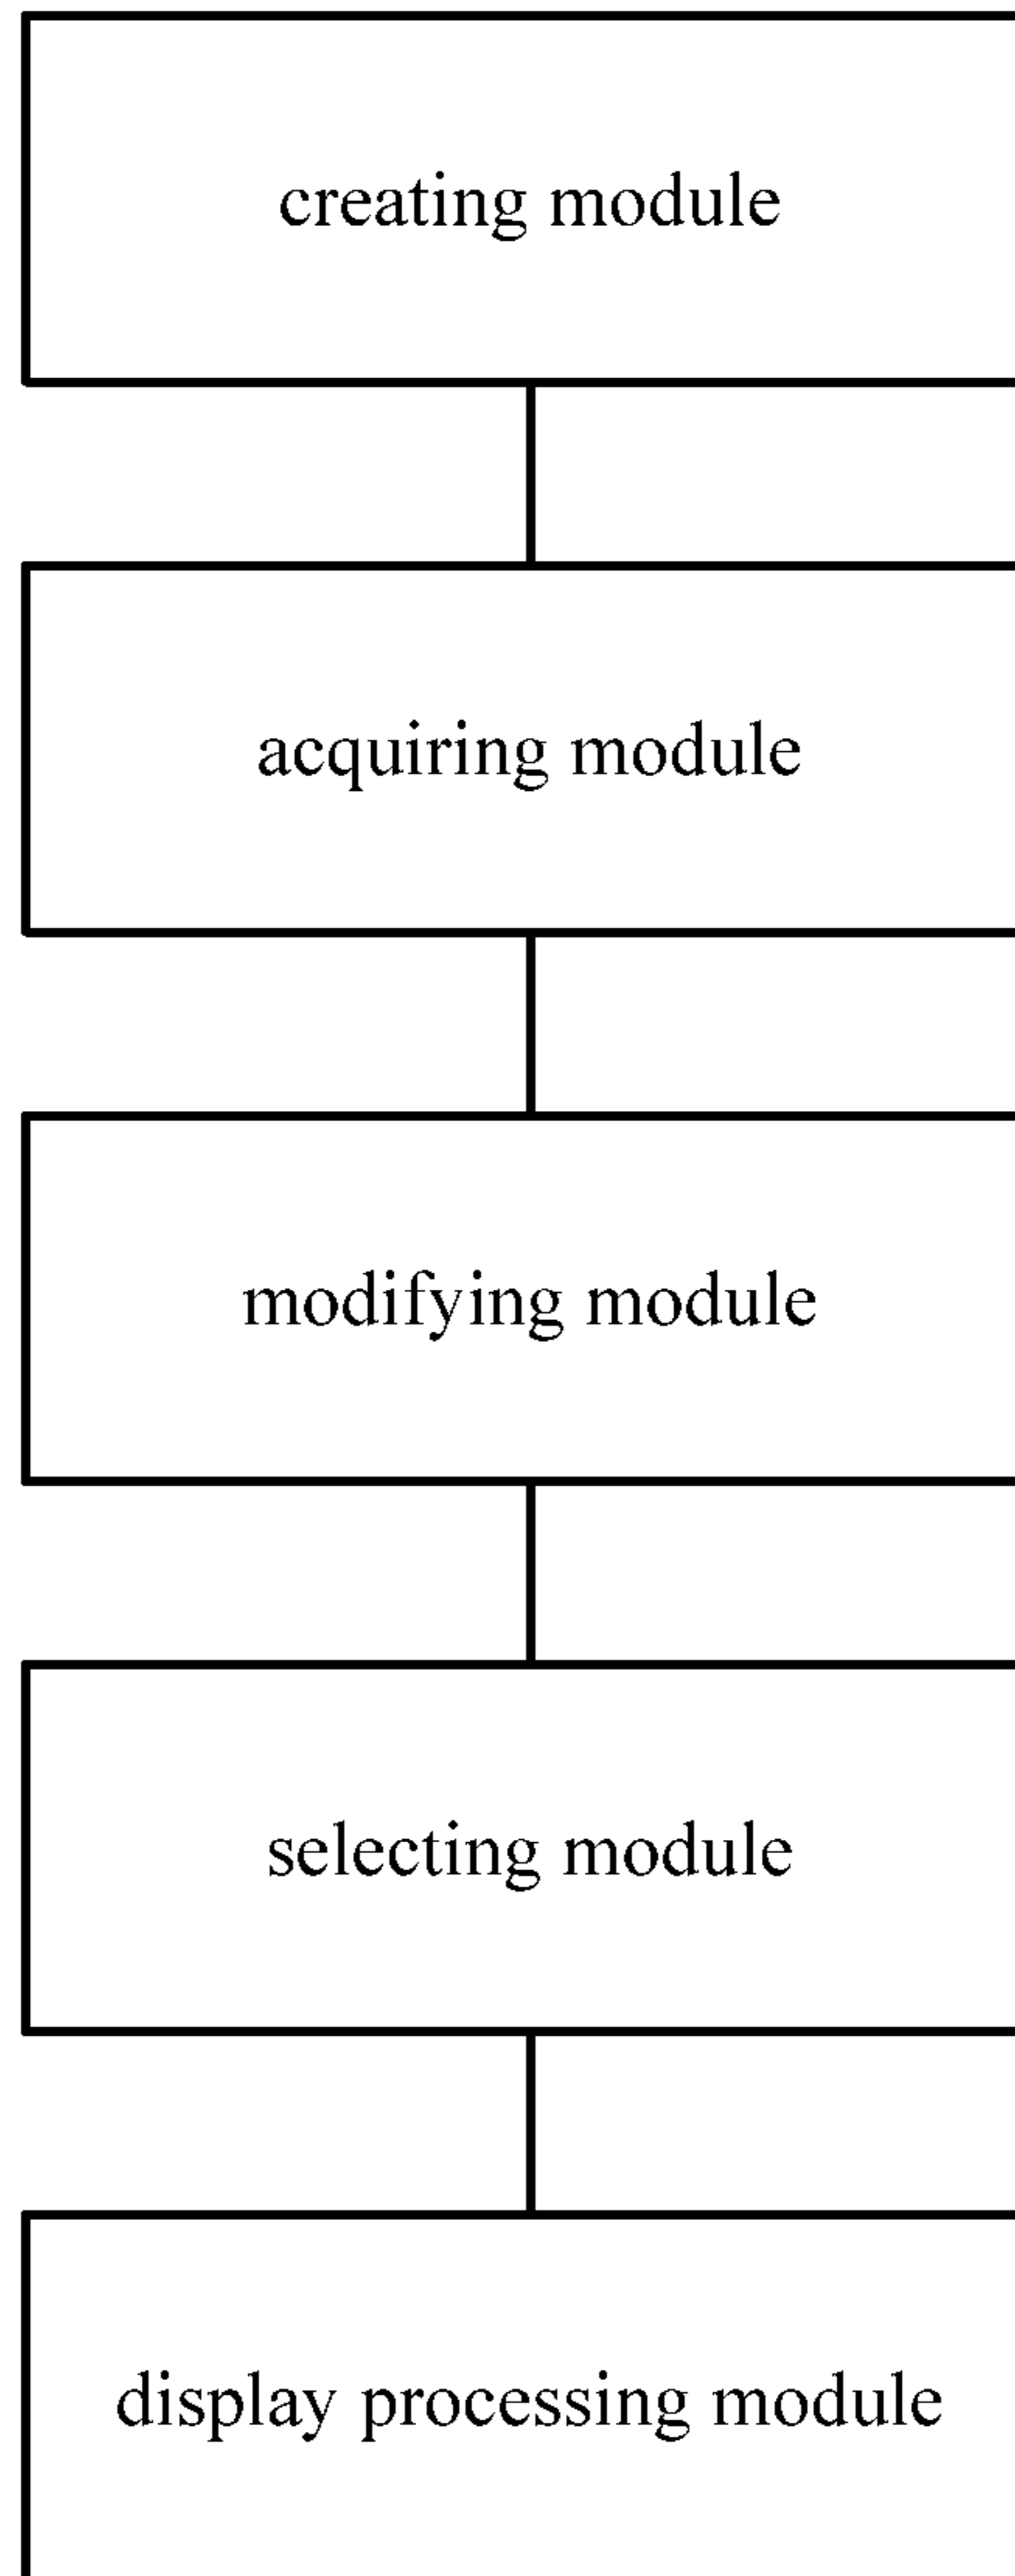 creating module
acquiring module
modifying module
selecting module
display processing module